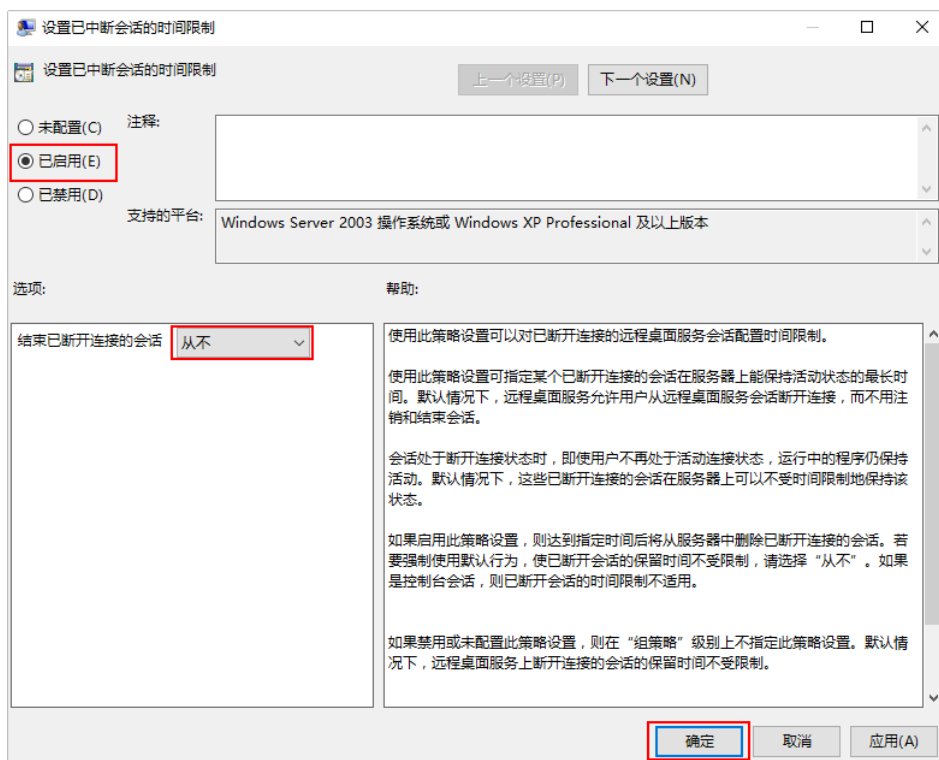 设置已中断会话的时间限制
设置已中断会话的时间限制
上一个设置(P)
下一个设置(N)
未配置(C)
注释:
已启用(E)
已禁用(D)
支持的平台:
Windows Server 2003 操作系统或 Windows XP Professional 及以上版本
选项:
帮助:
结束已断开连接的会话
从不
使用此策略设置可以对已断开连接的远程桌面服务会话配置时间限制。
使用此策略设置可指定某个已断开连接的会话在服务器上能保持活动状态的最长时
间。默认情况下，远程桌面服务允许用户从远程桌面服务会话断开连接，而不用注
销和结束会话。
会话处于断开连接状态时，即使用户不再处于活动连接状态，运行中的程序仍保持
活动。默认情况下，这些已断开连接的会话在服务器上可以不受时间限制地保持该
状态。
如果启用此策略设置，则达到指定时间后将从服务器中删除已断开连接的会话。若
要强制使用默认行为，使已断开会话的保留时间不受限制，请选择“从不”。如果
是控制台会话，则已断开会话的时间限制不适用。
如果禁用或未配置此策略设置，则在“组策略”级别上不指定此策略设置。默认情
况下，远程桌面服务上断开连接的会话的保留时间不受限制。
确定
取消
应用(A)